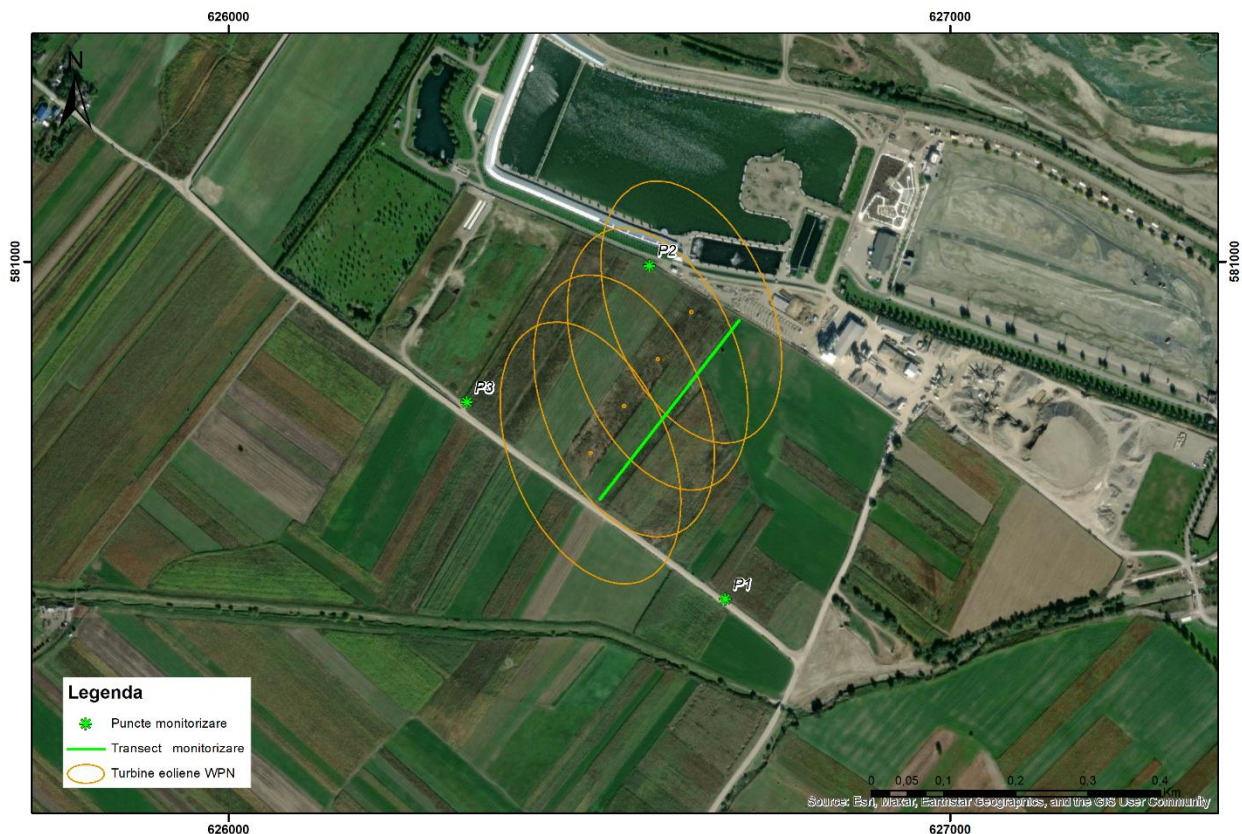 626000 627000
N
581000 581000
P2
P3
P1
Legenda
Puncte monitorizare
Transect monitorizare
Turbine eoliene WPN
0 0,05 0,1 0,2 0,3 0,4
Km
Source: Esri, Maxar, Earthstar Geographics, and the GIS User Community
626000 627000